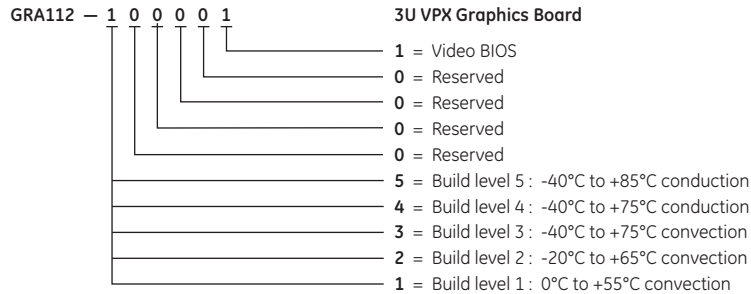 GRA112 — 1 0 0 0 0 1 3U VPX Graphics Board
1 = Video BIOS
0 = Reserved
0 = Reserved
0 = Reserved
0 = Reserved
5 = Build level 5 : -40°C to +85°C conduction
4 = Build level 4 : -40°C to +75°C conduction
3 = Build level 3 : -40°C to +75°C convection
2 = Build level 2 : -20°C to +65°C convection
1 = Build level 1 : 0°C to +55°C convection